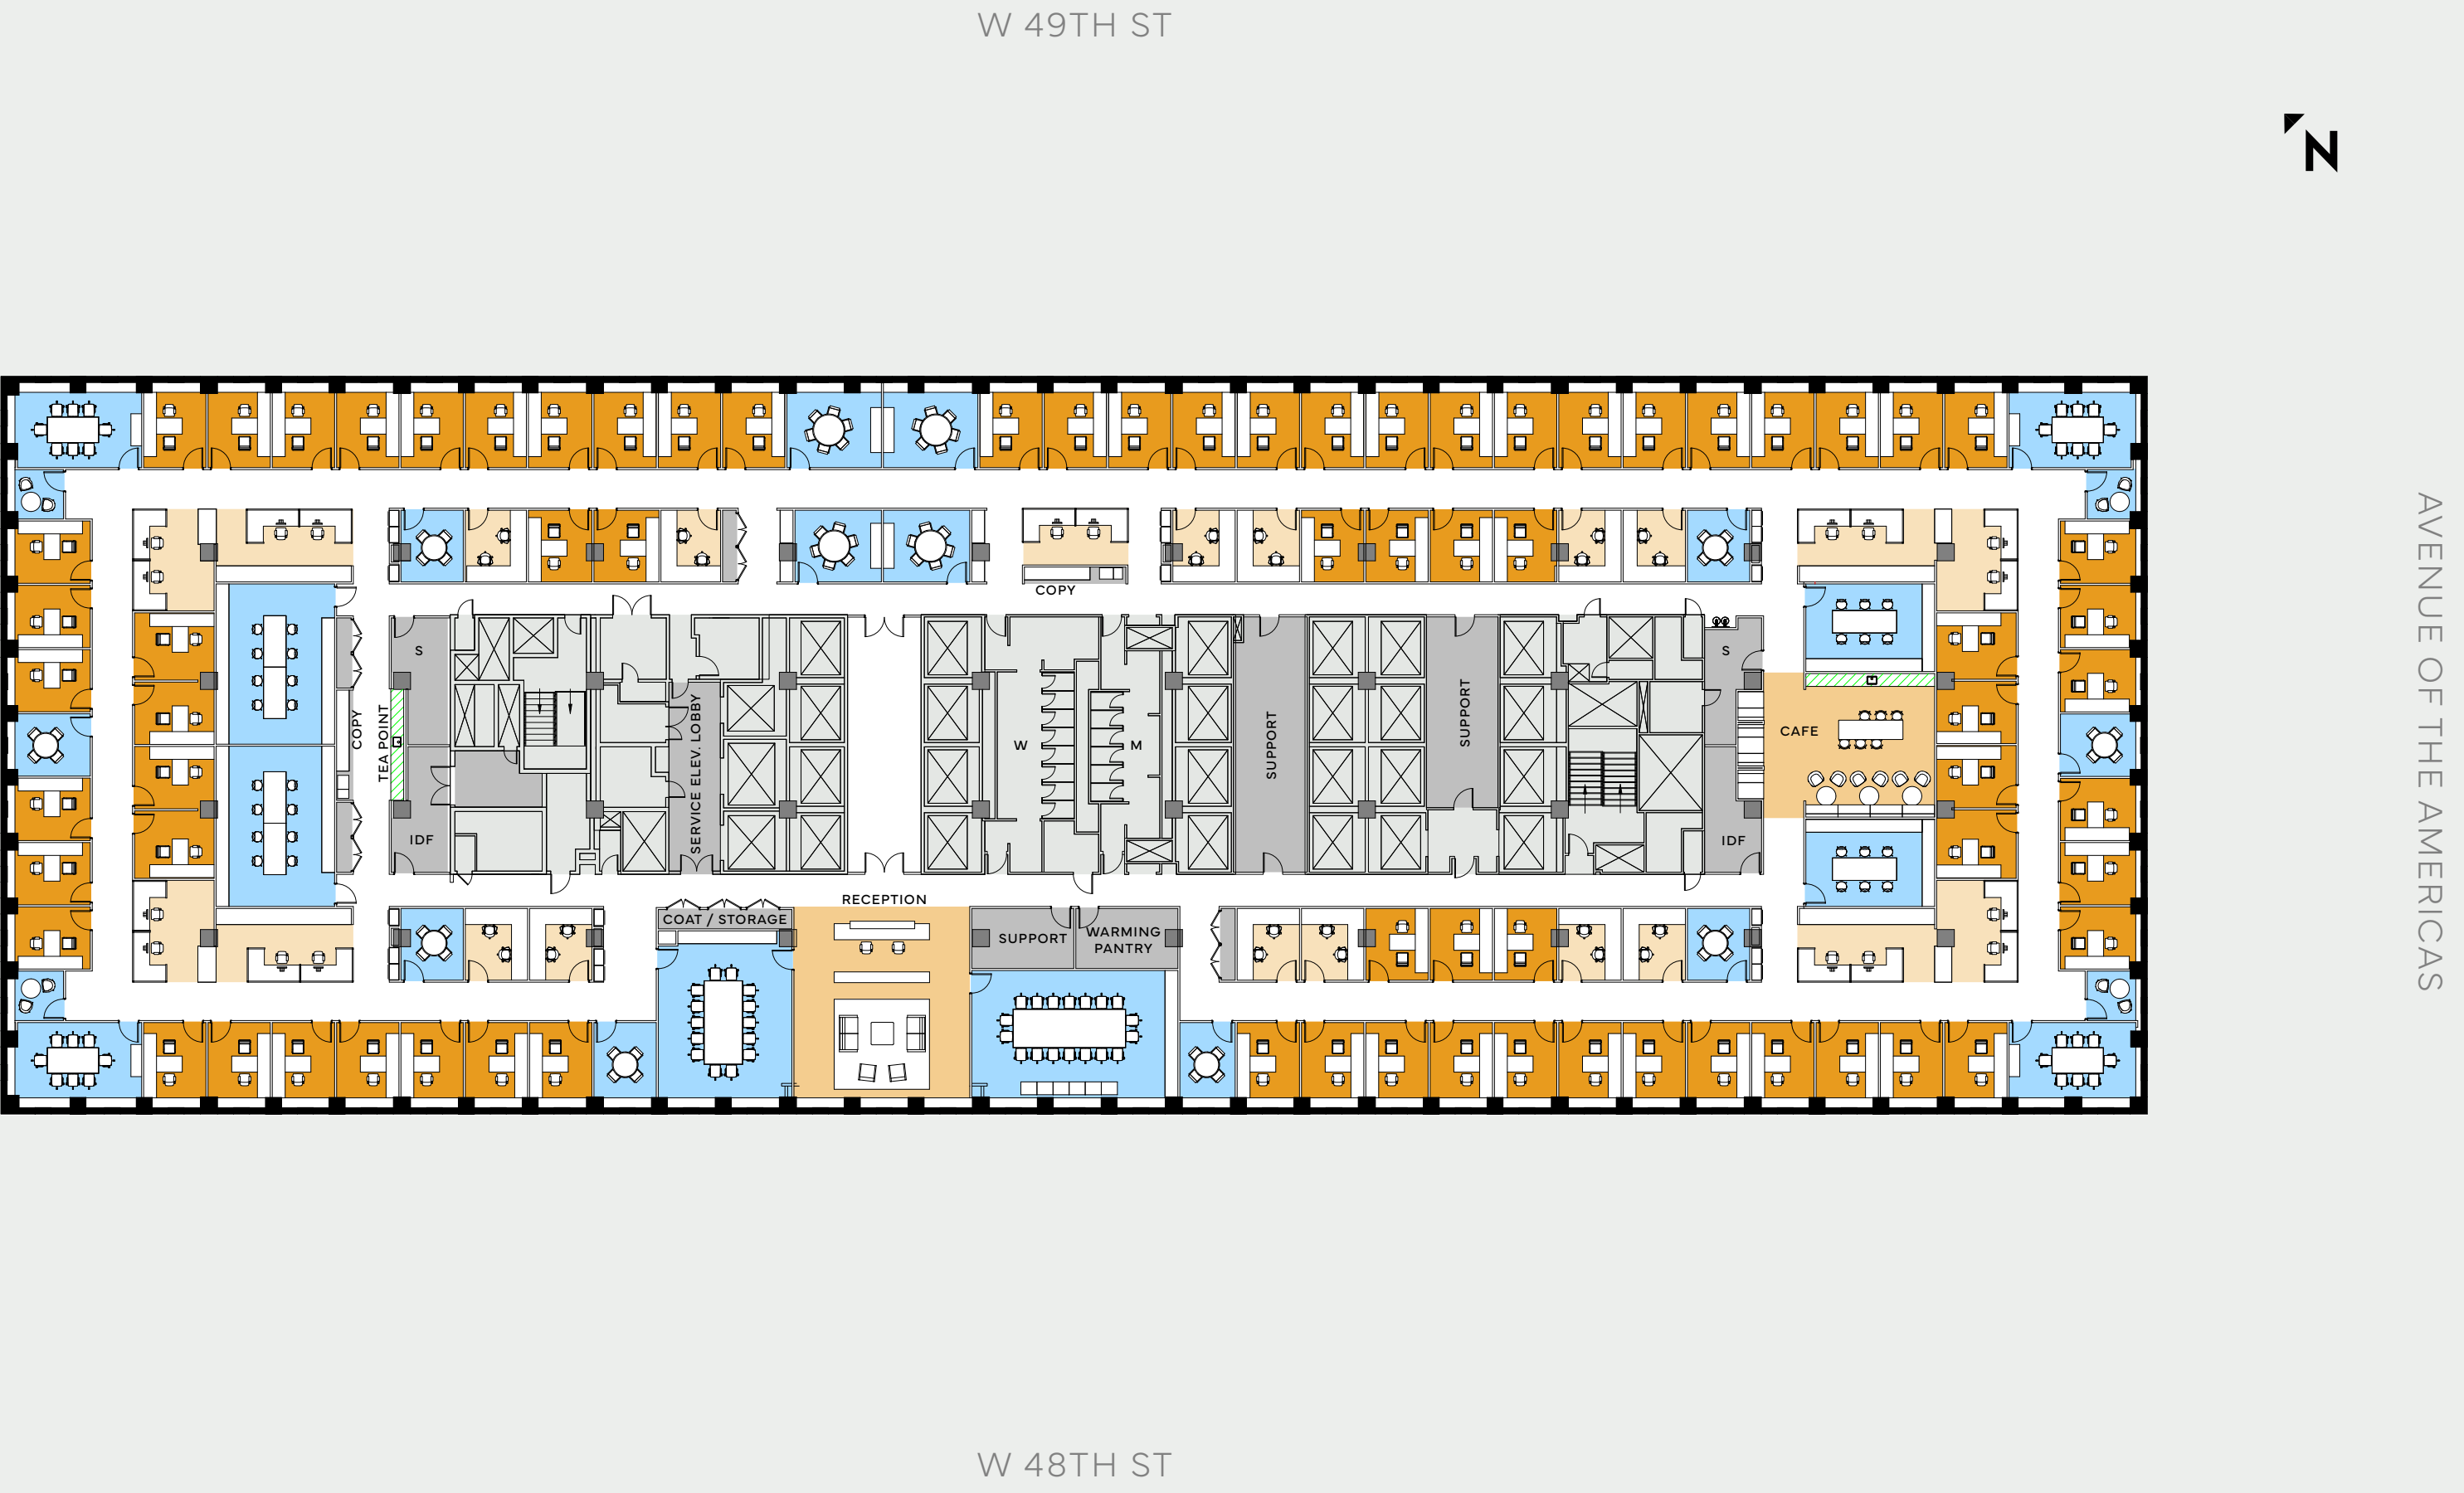 W 49TH ST
N
AVENUE OF THE AMERICAS
COPY
S
S
COPY
TEA POINT
SERVICE ELEV. LOBBY
W
M
SUPPORT
SUPPORT
CAFE
IDF
IDF
RECEPTION
COAT / STORAGE
SUPPORT
WARMING
PANTRY
W 48TH ST